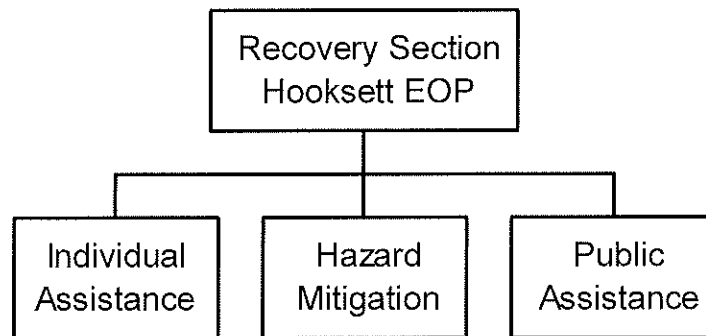 Recovery Section
Hooksett EOP
Individual
Assistance
Hazard
Mitigation
Public
Assistance